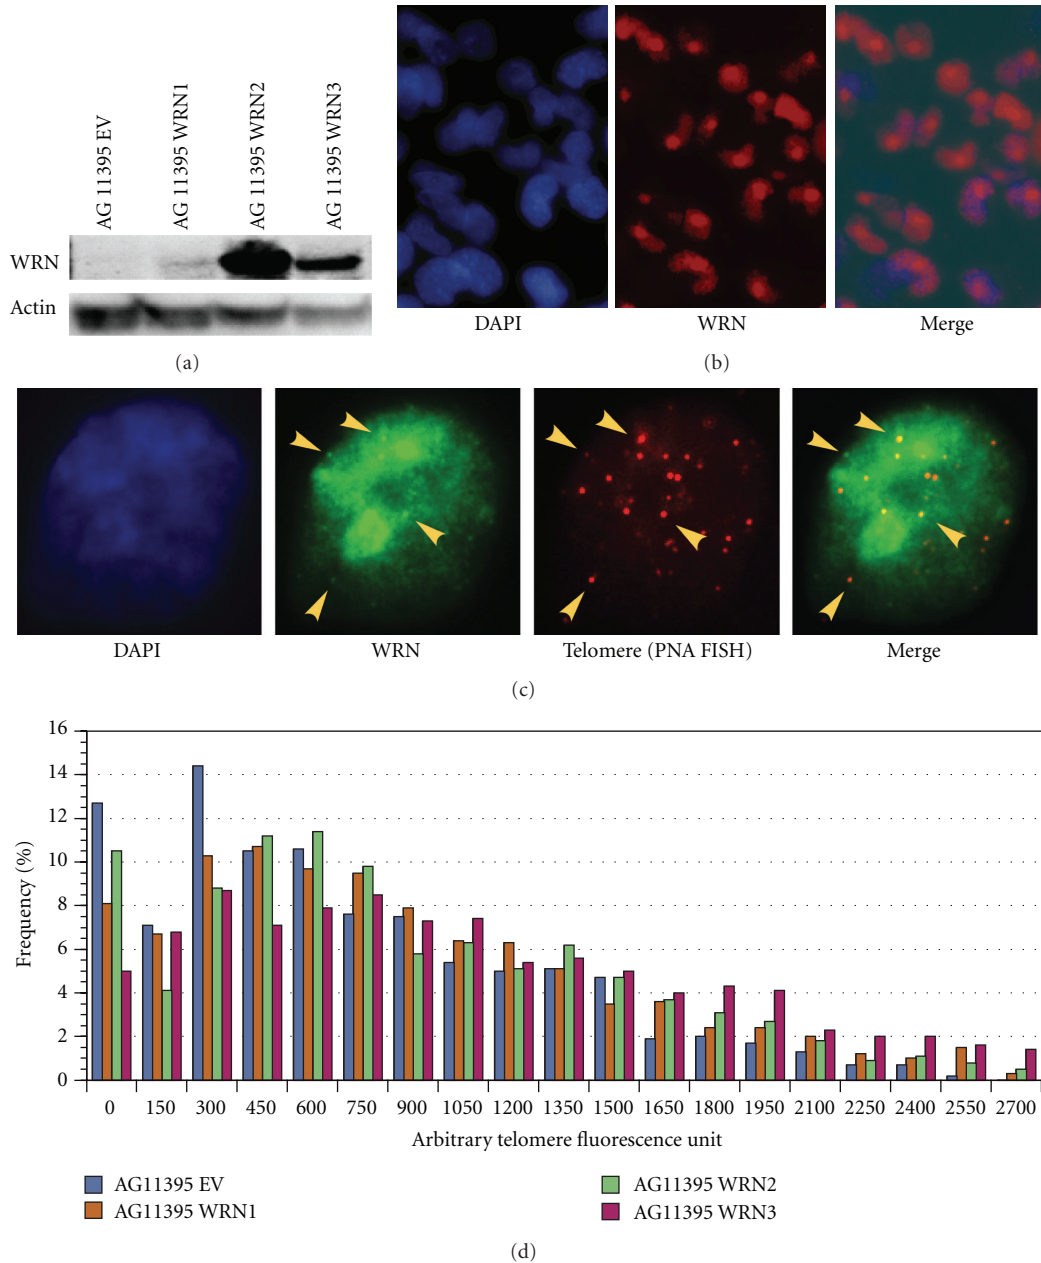 AG 11395 EV
AG 11395 WRN1
AG 11395 WRN2
AG 11395 WRN3
WRN
Actin
(a)
DAPI
WRN
Merge
(b)
DAPI
WRN
Telomere (PNA FISH)
Merge
(c)
16
14
12
10
8
6
4
2
0
Frequency (%)
0 150 300 450 600 750 900 1050 1200 1350 1500 1650 1800 1950 2100 2250 2400 2550 2700
Arbitrary telomere fluorescence unit
AG11395 EV
AG11395 WRN1
AG11395 WRN2
AG11395 WRN3
(d)